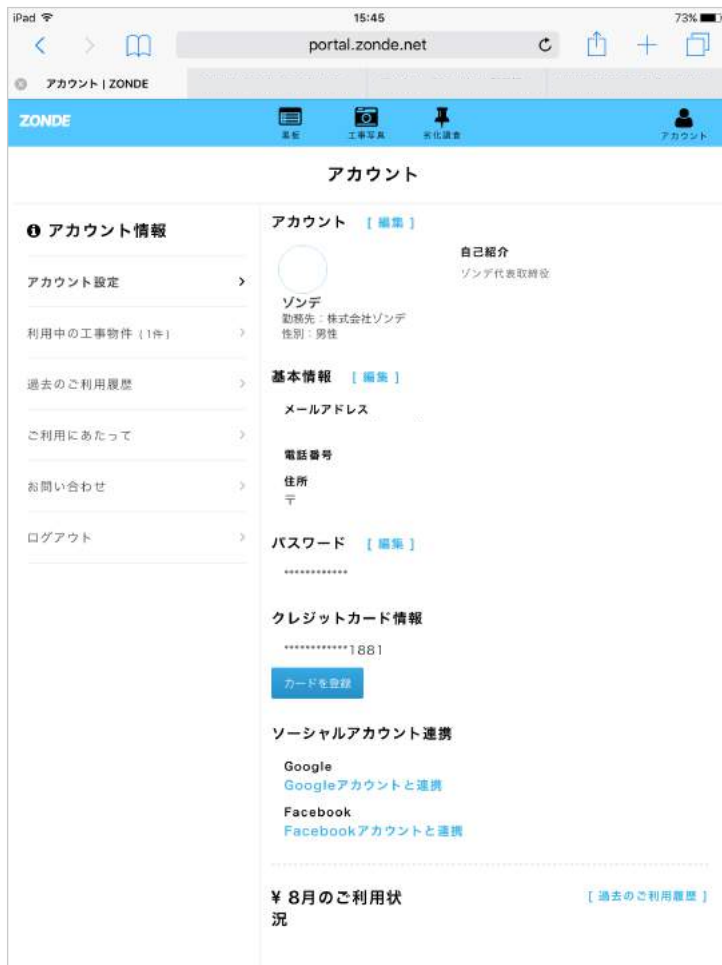 iPad
15:45
73%
portal.zonde.net
アカウント | ZONDE
ZONDE
黒板
工事写真
劣化調査
アカウント
アカウント
アカウント情報
アカウント設定
利用中の工事物件 (1件)
過去のご利用履歴
ご利用にあたって
お問い合わせ
ログアウト
アカウント [ 編集 ]
ゾンデ
勤務先：株式会社ゾンデ
性別：男性
自己紹介
ゾンデ代表取締役
基本情報 [ 編集 ]
メールアドレス
電話番号
住所
〒
パスワード [ 編集 ]
************
クレジットカード情報
************1881
カードを登録
ソーシャルアカウント連携
Google
Googleアカウントと連携
Facebook
Facebookアカウントと連携
¥ 8月のご利用状
況
[ 過去のご利用履歴 ]